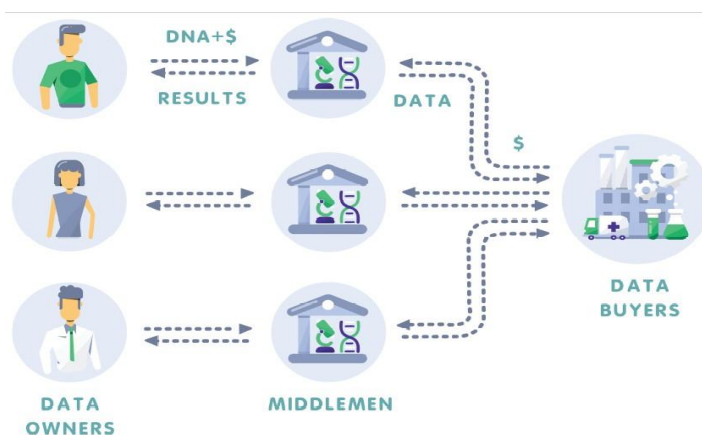 DNA+$
RESULTS
DATA
$
DATA
BUYERS
DATA
OWNERS
MIDDLEMEN